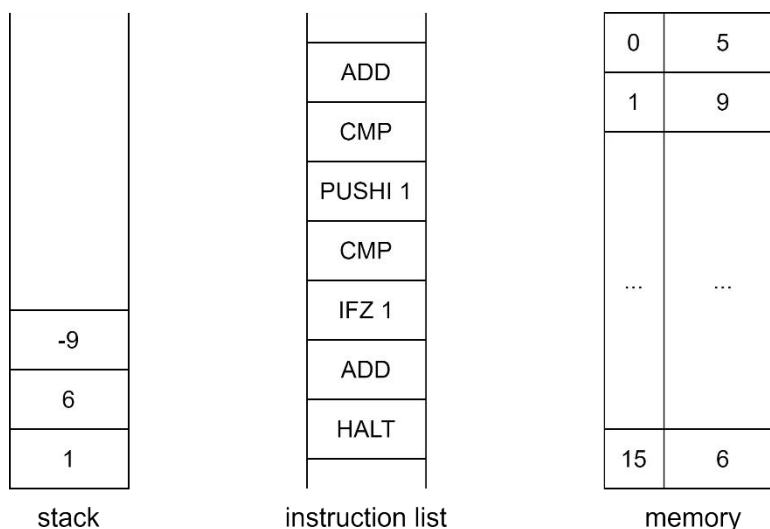 -9
6
1
stack
ADD
CMP
PUSHI 1
CMP
IFZ 1
ADD
HALT
instruction list
0 5
1 9
... ...
15 6
memory